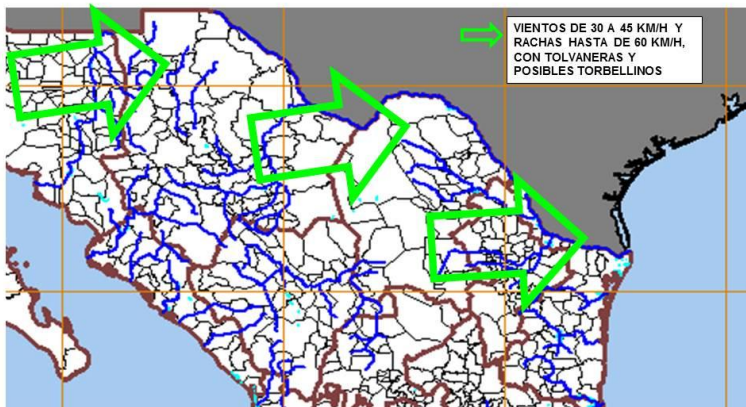 VIENTOS DE 30 A 45 KM/H Y
RACHAS HASTA DE 60 KM/H,
CON TOLVANERAS Y
POSIBLES TORBELLINOS